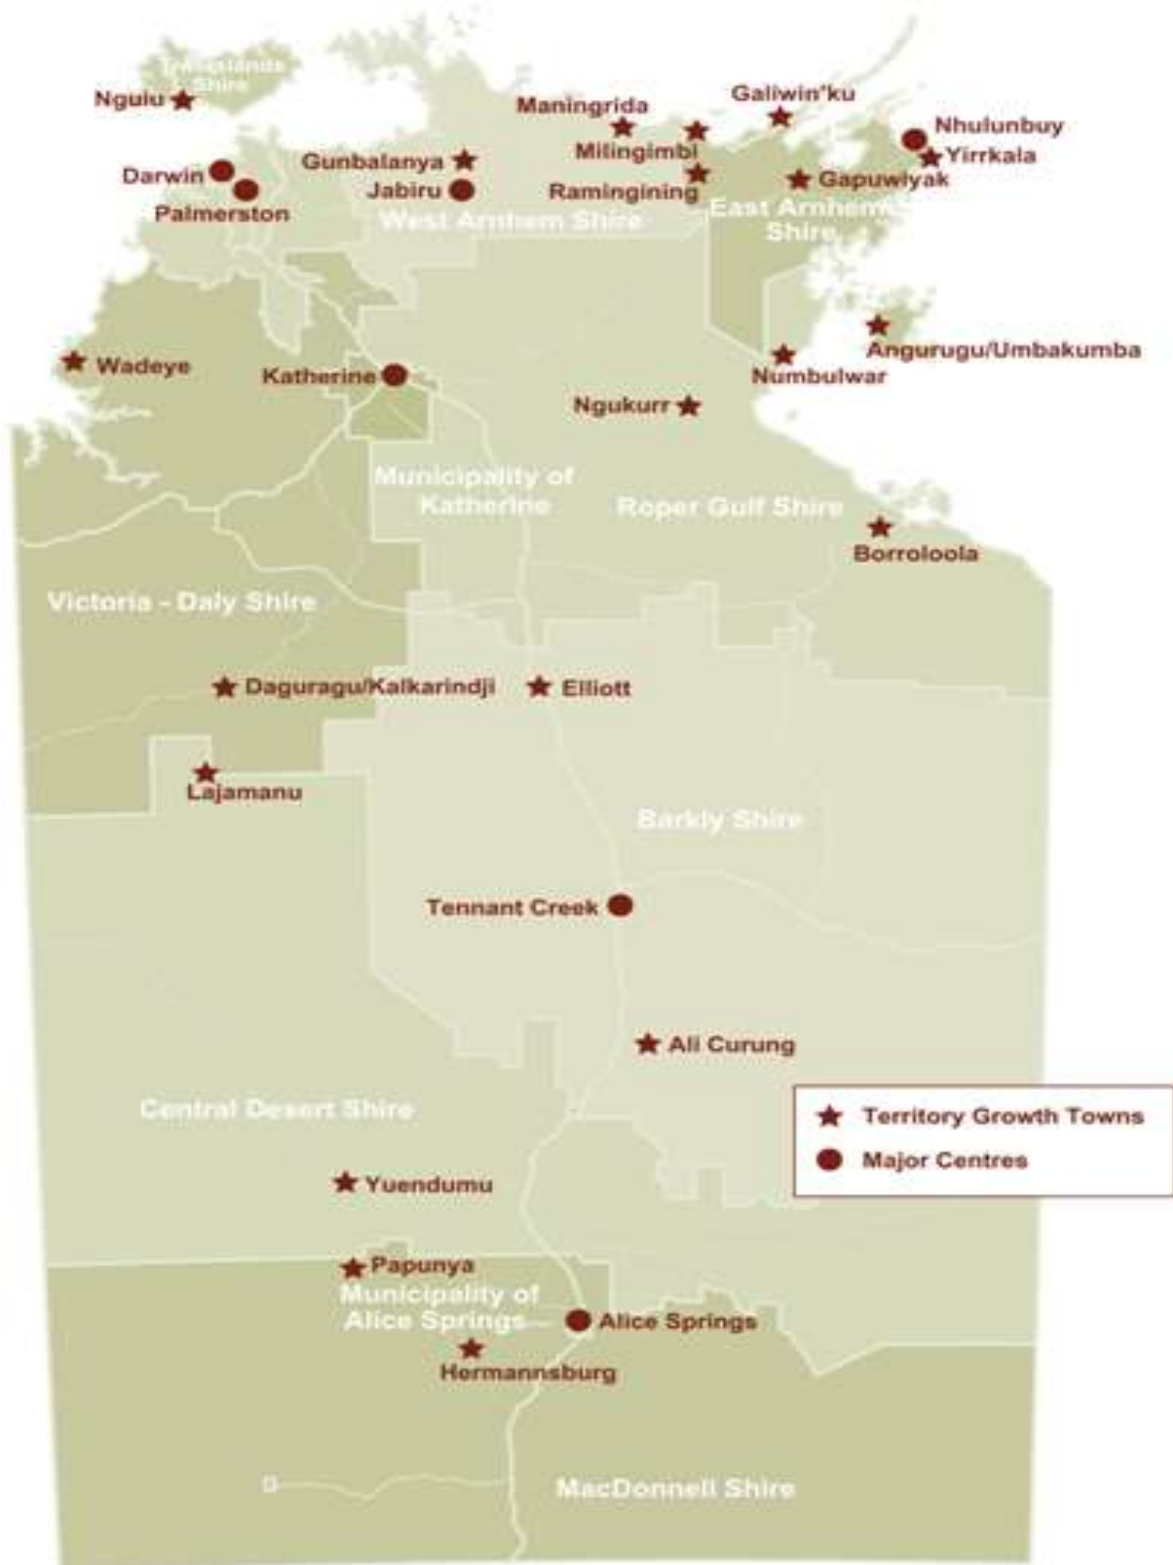 Tiwi Islands
Shire
Nguiu
Maningrida
Galiwin'ku
Nhulunbuy
Yirrkala
Milingimbi
Gunbalanya
Darwin
Jabiru
Ramingining
Gapuwiyak
Palmerston
West Arnhem Shire
East Arnhem
Shire
Angurugu/Umbakumba
Wadeye
Katherine
Numbulwar
Ngukurr
Municipality of
Katherine
Roper Gulf Shire
Borroloola
Victoria - Daly Shire
Daguragu/Kalkarindji
Elliott
Lajamanu
Barkly Shire
Tennant Creek
Ali Curung
Central Desert Shire
Territory Growth Towns
Major Centres
Yuendumu
Papunya
Municipality of
Alice Springs
Alice Springs
Hermannsburg
MacDonnell Shire